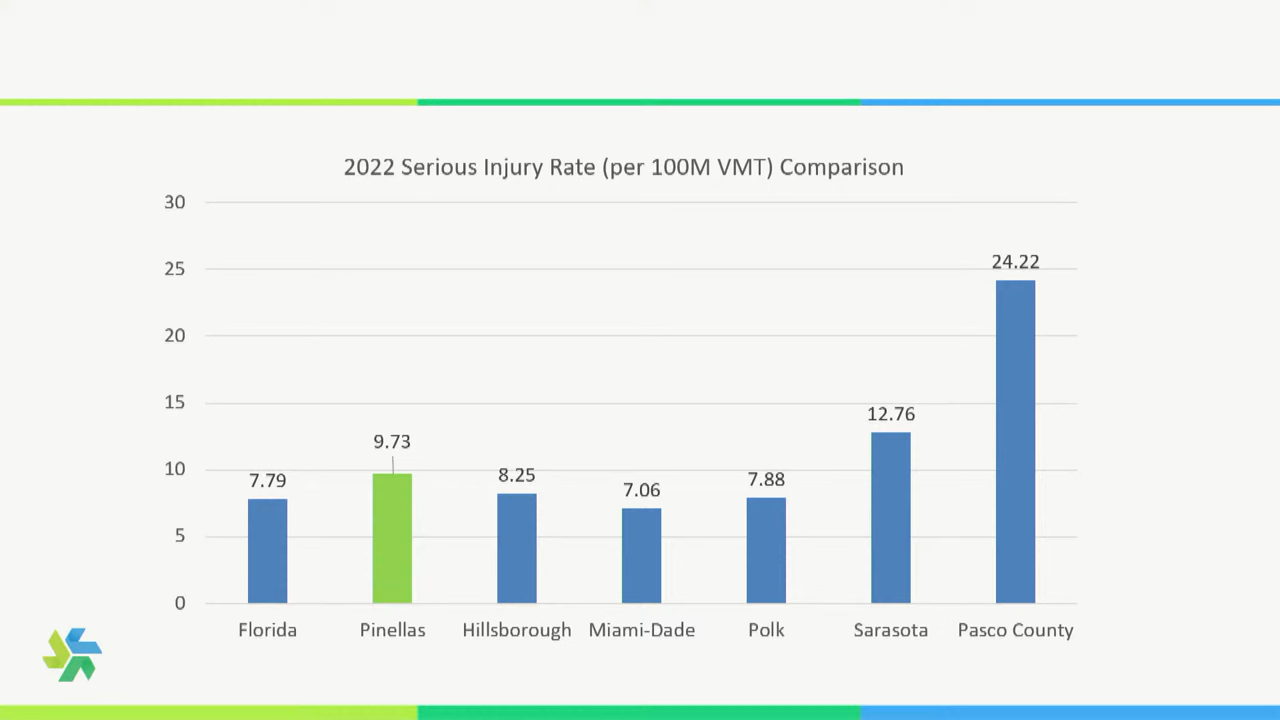 2022 Serious Injury Rate (per 100M VMT) Comparison
30
25
20
15
10
5
0
7.79
9.73
8.25
7.06
7.88
12.76
24.22
Florida
Pinellas
Hillsborough
Miami-Dade
Polk
Sarasota
Pasco County